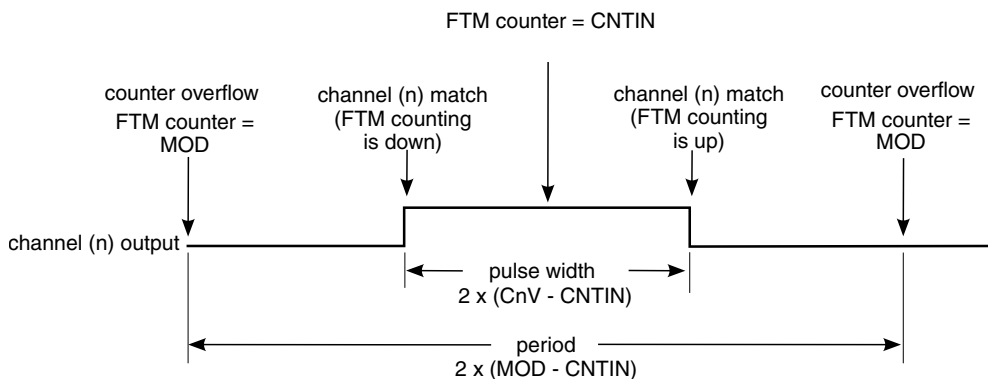 FTM counter = CNTIN
counter overflow
FTM counter =
MOD
channel (n) match
(FTM counting
is down)
channel (n) match
(FTM counting
is up)
counter overflow
FTM counter =
MOD
channel (n) output
pulse width
2 x (CnV - CNTIN)
period
2 x (MOD - CNTIN)